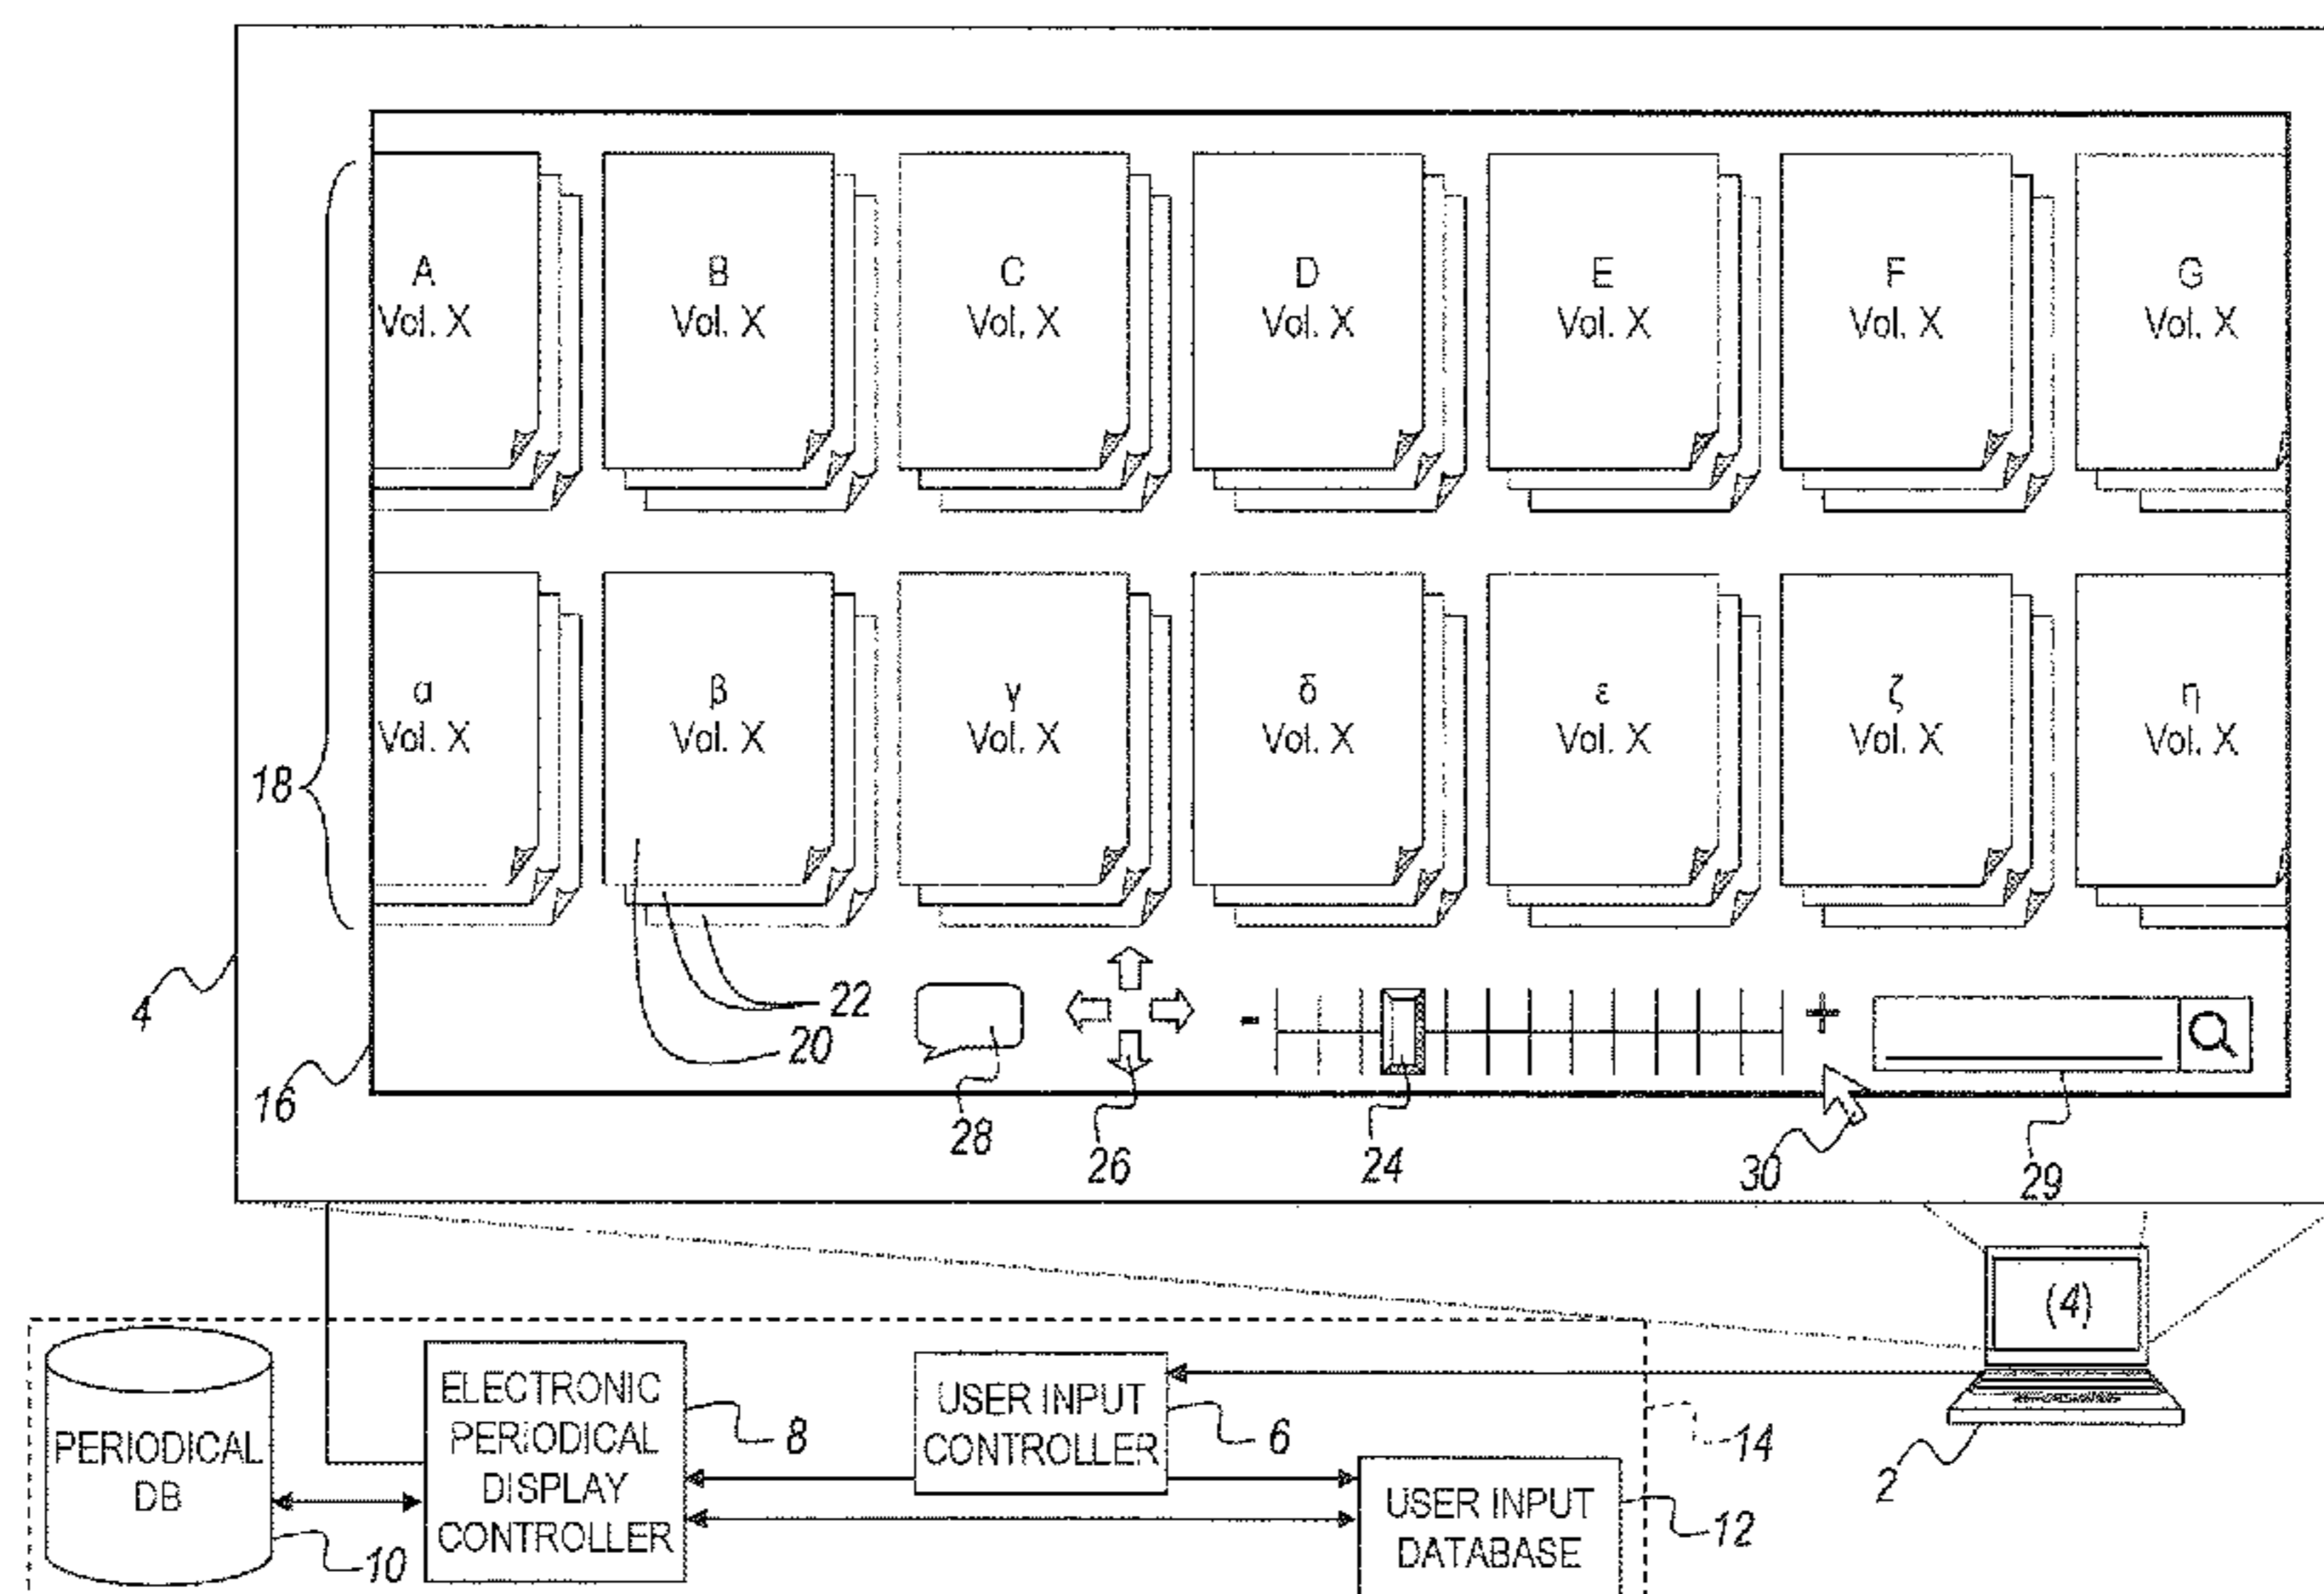 A B C D E F G
Vol. X Vol. X Vol. X Vol. X Vol. X Vol. X Vol. X
α β γ δ ε ζ η
Vol. X Vol. X Vol. X Vol. X Vol. X Vol. X Vol. X
18
4
16
22
20
- +
28
26
24
30
29
(4)
ELECTRONIC
PERIODICAL
DISPLAY
CONTROLLER
8
USER INPUT
CONTROLLER
6
14
2
PERIODICAL
DB
10
USER INPUT
DATABASE
12